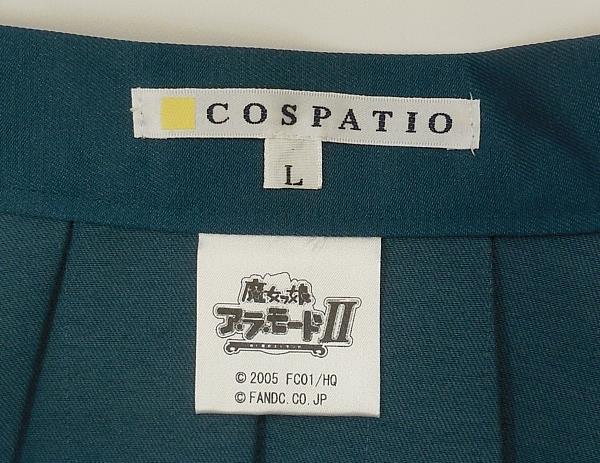 COSPATIO
L
魔女っ娘
ア・ラ・モードII
© 2005 FC01/HQ
© FANDC.CO.JP